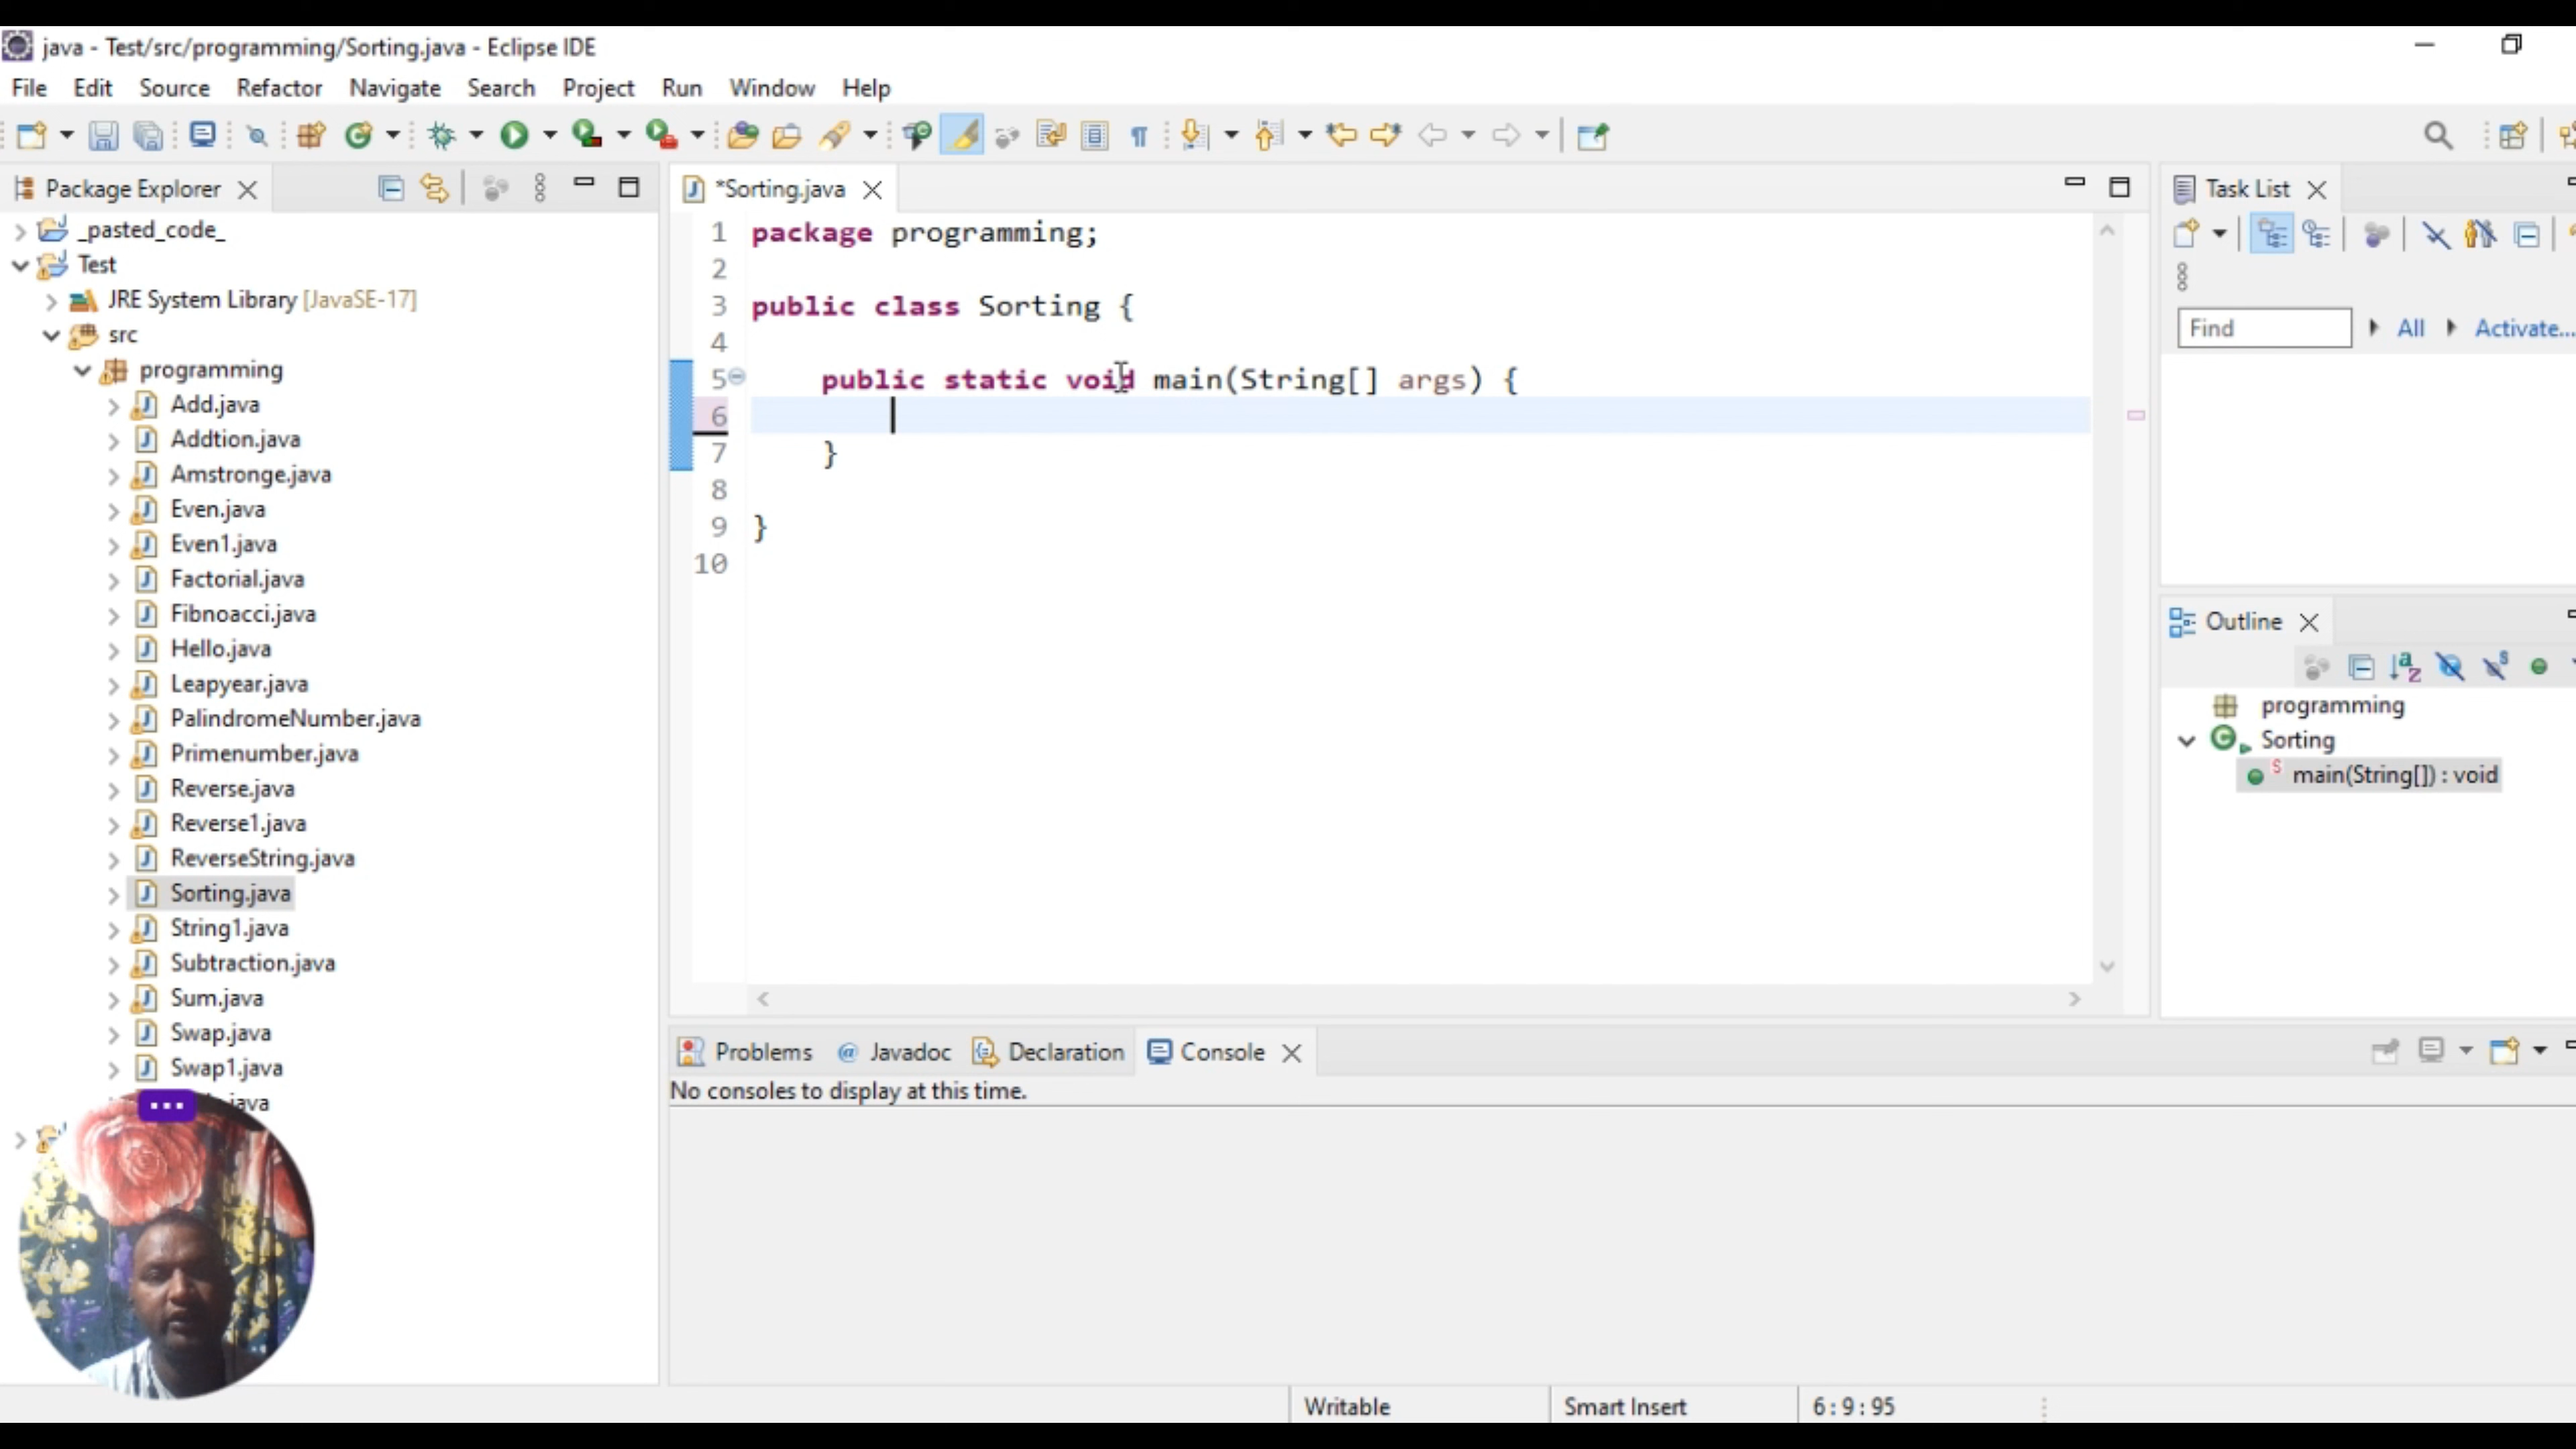 java - Test/src/programming/Sorting.java - Eclipse IDE
File Edit Source Refactor Navigate Search Project Run Window Help
Package Explorer
_pasted_code_
Test
JRE System Library [JavaSE-17]
src
programming
Add.java
Addtion.java
Amstronge.java
Even.java
Even1.java
Factorial.java
Fibnoacci.java
Hello.java
Leapyear.java
PalindromeNumber.java
Primenumber.java
Reverse.java
Reverse1.java
ReverseString.java
Sorting.java
String1.java
Subtraction.java
Sum.java
Swap.java
Swap1.java
*Sorting.java
1 package programming;
2
3 public class Sorting {
4
5 public static void main(String[] args) {
6
7 }
8
9 }
10
Task List
Find All Activate...
Outline
programming
Sorting
main(String[]) : void
Problems Javadoc Declaration Console
No consoles to display at this time.
Writable Smart Insert 6 : 9 : 95